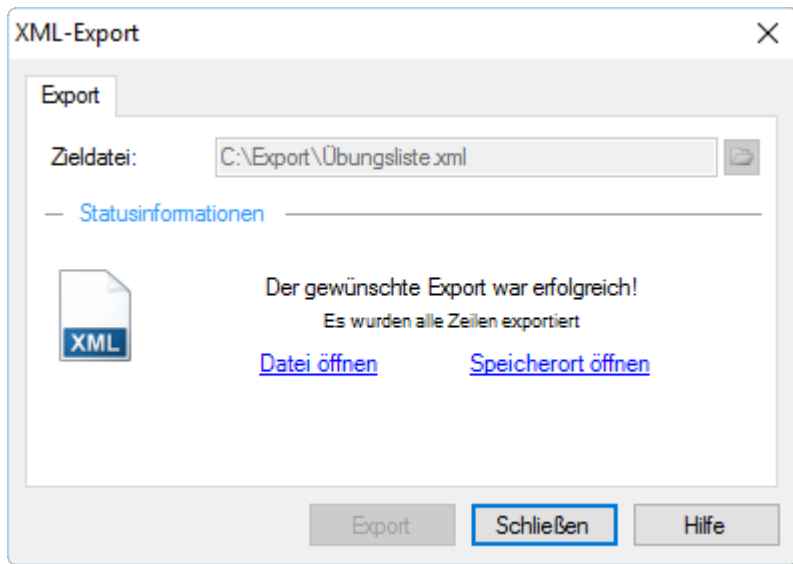 XML-Export
Export
Zieldatei: C:\Export\Übungsliste.xml
Statusinformationen
XML
Der gewünschte Export war erfolgreich!
Es wurden alle Zeilen exportiert
Datei öffnen Speicherort öffnen
Export Schließen Hilfe